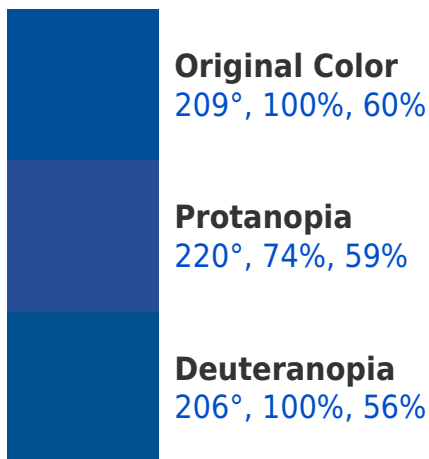 Original Color
209°, 100%, 60%
Protanopia
220°, 74%, 59%
Deuteranopia
206°, 100%, 56%